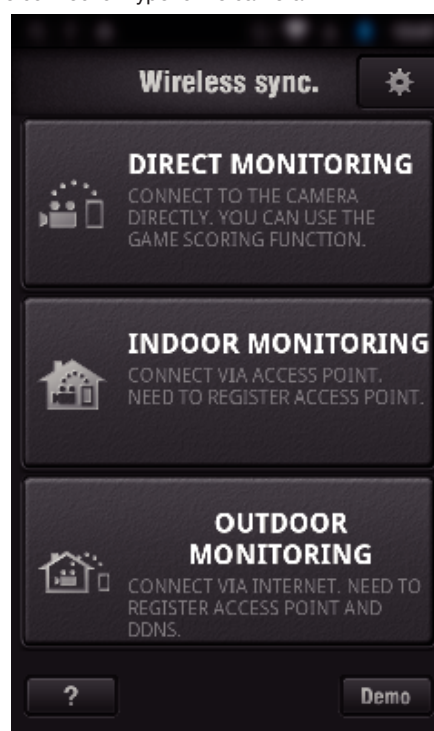 Wireless sync.
DIRECT MONITORING
CONNECT TO THE CAMERA
DIRECTLY. YOU CAN USE THE
GAME SCORING FUNCTION.
INDOOR MONITORING
CONNECT VIA ACCESS POINT.
NEED TO REGISTER ACCESS POINT.
OUTDOOR
MONITORING
CONNECT VIA INTERNET. NEED TO
REGISTER ACCESS POINT AND
DDNS.
?
Demo